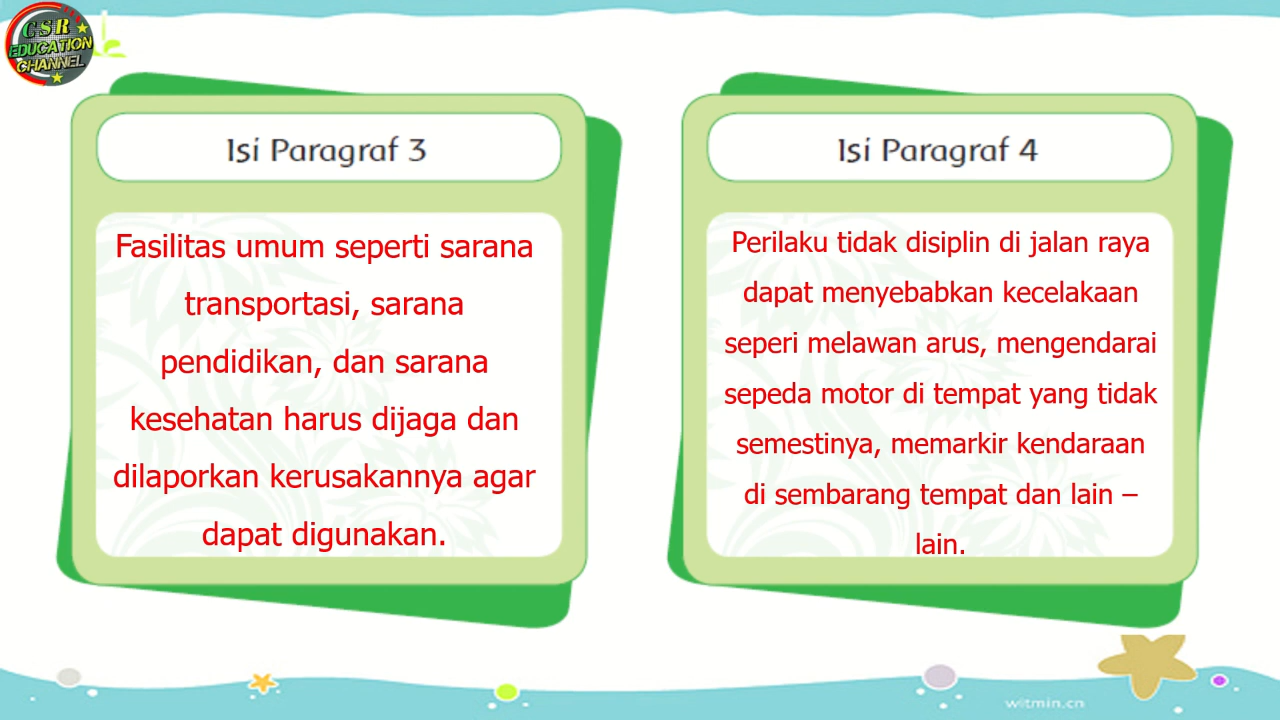 CSR
EDUCATION
CHANNEL
Isi Paragraf 3
Fasilitas umum seperti sarana
transportasi, sarana
pendidikan, dan sarana
kesehatan harus dijaga dan
dilaporkan kerusakannya agar
dapat digunakan.
Isi Paragraf 4
Perilaku tidak disiplin di jalan raya
dapat menyebabkan kecelakaan
seperi melawan arus, mengendarai
sepeda motor di tempat yang tidak
semestinya, memarkir kendaraan
di sembarang tempat dan lain –
lain.
witmin.cn